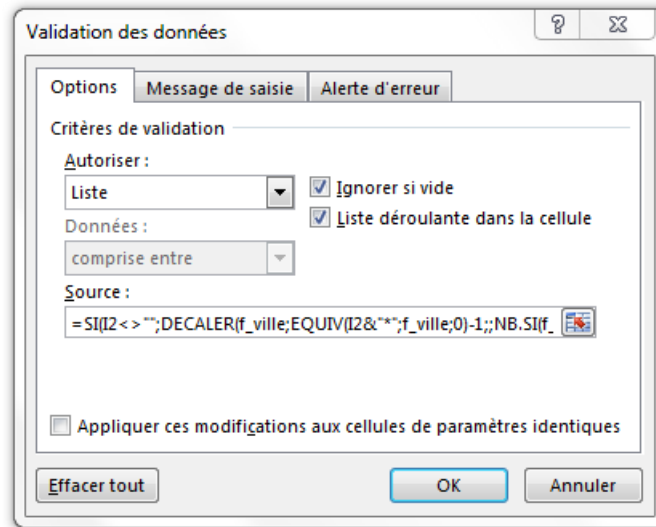 Validation des données
Options Message de saisie Alerte d'erreur
Critères de validation
Autoriser :
Liste
Ignorer si vide
Données :
Liste déroulante dans la cellule
comprise entre
Source :
=SI(I2<>"";DECALER(f_ville;EQUIV(I2&"*";f_ville;0)-1;;NB.SI(f_
Appliquer ces modifications aux cellules de paramètres identiques
Effacer tout OK Annuler